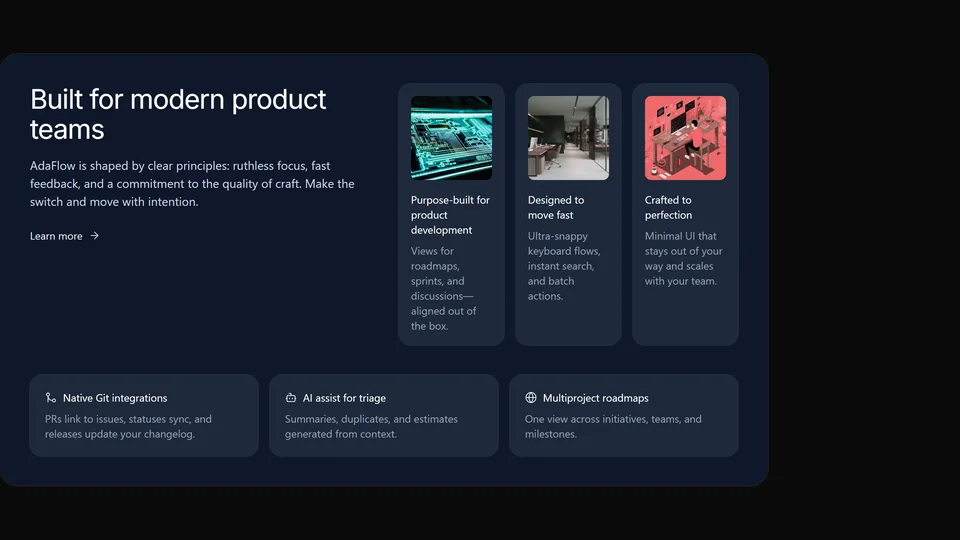 Built for modern product
teams
AdaFlow is shaped by clear principles: ruthless focus, fast
feedback, and a commitment to the quality of craft. Make the
switch and move with intention.
Learn more
Purpose-built for
product
development
Views for
roadmaps,
sprints, and
discussions—
aligned out of
the box.
Designed to
move fast
Ultra-snappy
keyboard flows,
instant search,
and batch
actions.
Crafted to
perfection
Minimal UI that
stays out of your
way and scales
with your team.
Native Git integrations
PRs link to issues, statuses sync, and
releases update your changelog.
AI assist for triage
Summaries, duplicates, and estimates
generated from context.
Multiproject roadmaps
One view across initiatives, teams, and
milestones.